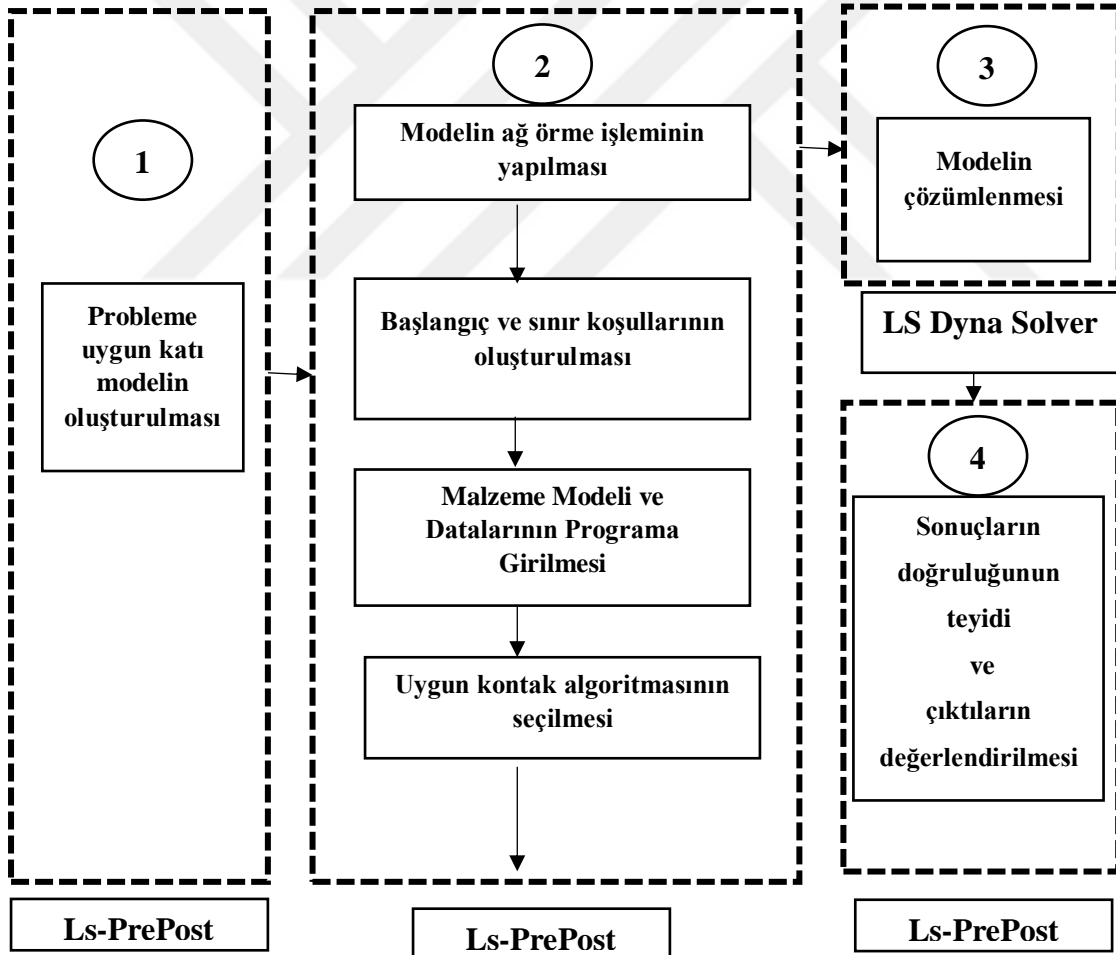 1
Probleme
uygun katı
modelin
oluşturulması
Ls-PrePost
2
Modelin ağ örme işleminin
yapılması
Başlangıç ve sınır koşullarının
oluşturulması
Malzeme Modeli ve
Datalarının Programa
Girilmesi
Uygun kontak algoritmasının
seçilmesi
Ls-PrePost
3
Modelin
çözümlenmesi
LS Dyna Solver
4
Sonuçların
doğruluğunun
teyidi
ve
çıktıların
değerlendirilmesi
Ls-PrePost